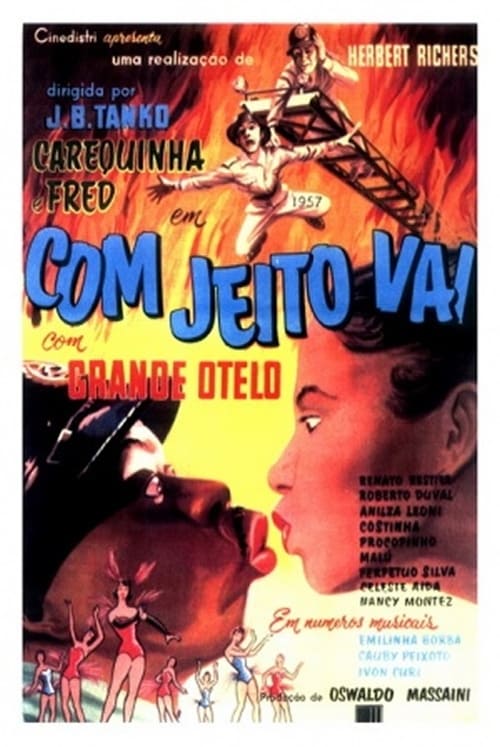 Cinedistri apresenta
uma realização de
HERBERT RICHERS
dirigida por
J.B. TANKO
CAREQUINHA
e FRED
em
1957
COM JEITO VAI
com
GRANDE OTELO
RENATO RESTIER
ROBERTO DUVAL
ANILZA LEONI
COSTINHA
PROCOPINHO
MALÚ
PERPETUO SILVA
CELESTE AIDA
NANCY MONTEZ
Em numeros musicais
EMILINHA BORBA
CAUBY PEIXOTO
IVON CURI
Produção de OSWALDO MASSAINI